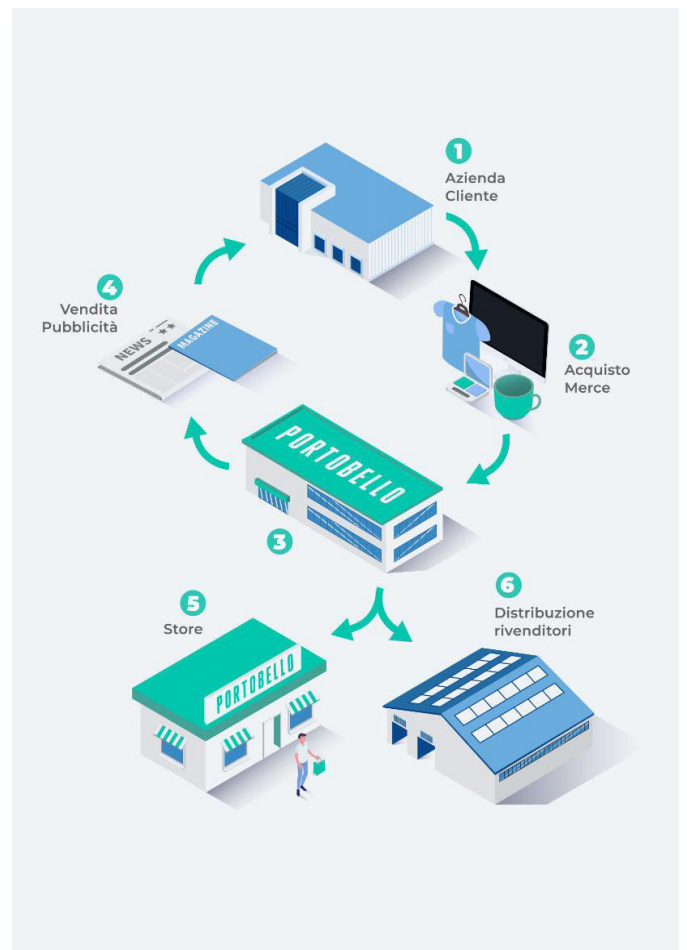 1
Azienda
Cliente
4
Vendita
Pubblicità
NEWS
MAGAZINE
2
Acquisto
Merce
PORTOBELLO
3
5
Store
6
Distribuzione
rivenditori
PORTOBELLO